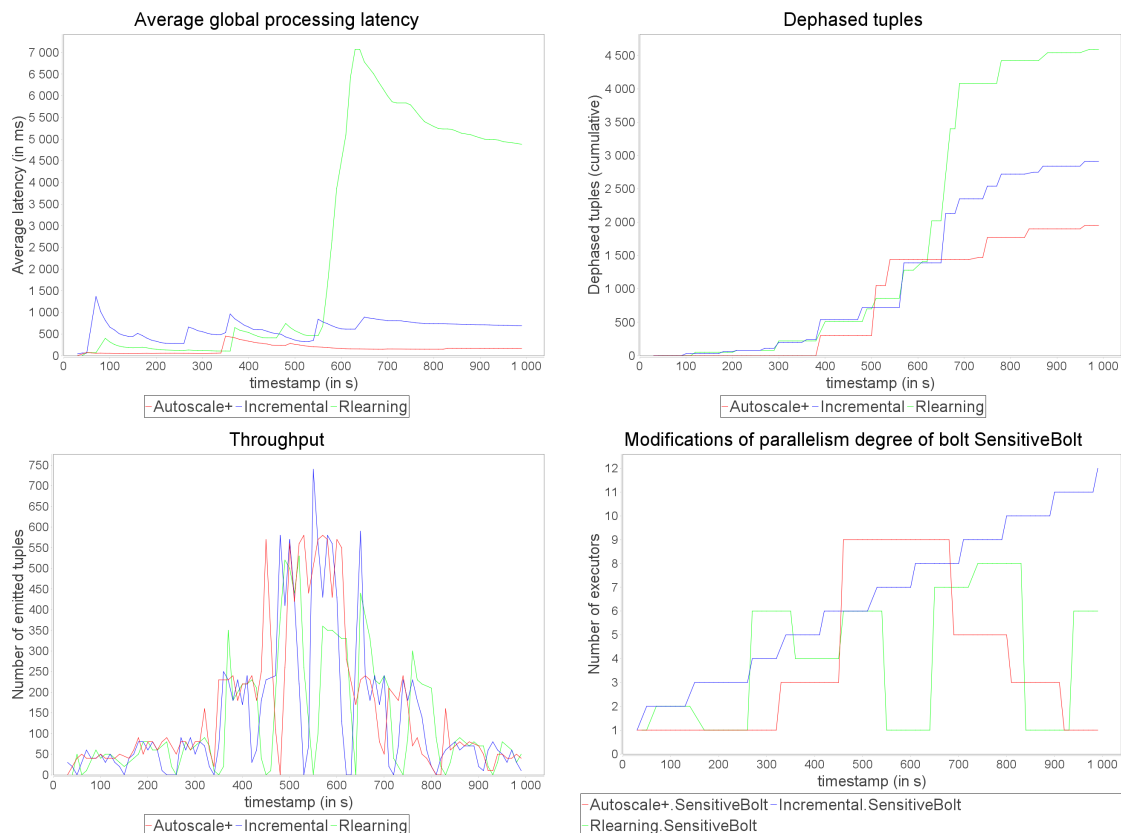 Average global processing latency
7 000
6 500
6 000
5 500
5 000
4 500
4 000
3 500
3 000
2 500
2 000
1 500
1 000
500
0
Average latency (in ms)
0 100 200 300 400 500 600 700 800 900 1 000
timestamp (in s)
Autoscale+ Incremental Rlearning
Dephased tuples
4 500
4 000
3 500
3 000
2 500
2 000
1 500
1 000
500
0
Dephased tuples (cumulative)
0 100 200 300 400 500 600 700 800 900 1 000
timestamp (in s)
Autoscale+ Incremental Rlearning
Throughput
750
700
650
600
550
500
450
400
350
300
250
200
150
100
50
0
Number of emitted tuples
0 100 200 300 400 500 600 700 800 900 1 000
timestamp (in s)
Autoscale+ Incremental Rlearning
Modifications of parallelism degree of bolt SensitiveBolt
12
11
10
9
8
7
6
5
4
3
2
1
0
Number of executors
0 100 200 300 400 500 600 700 800 900 1 000
timestamp (in s)
Autoscale+.SensitiveBolt Incremental.SensitiveBolt
Rlearning.SensitiveBolt